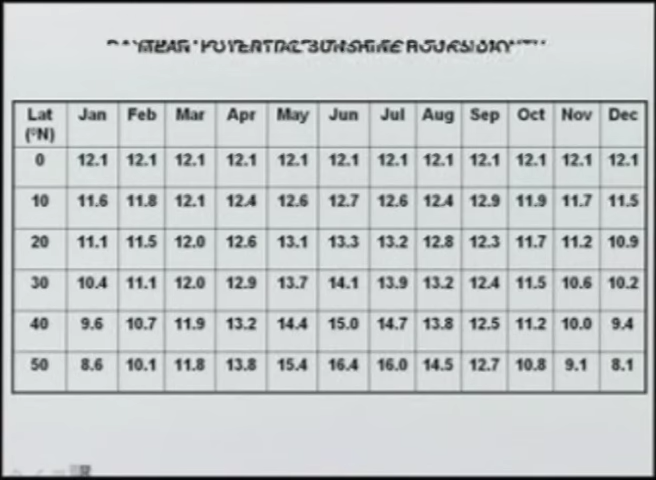 Lat (ºN) Jan Feb Mar Apr May Jun Jul Aug Sep Oct Nov Dec
0 12.1 12.1 12.1 12.1 12.1 12.1 12.1 12.1 12.1 12.1 12.1 12.1
10 11.6 11.8 12.1 12.4 12.6 12.7 12.6 12.4 12.9 11.9 11.7 11.5
20 11.1 11.5 12.0 12.6 13.1 13.3 13.2 12.8 12.3 11.7 11.2 10.9
30 10.4 11.1 12.0 12.9 13.7 14.1 13.9 13.2 12.4 11.5 10.6 10.2
40 9.6 10.7 11.9 13.2 14.4 15.0 14.7 13.8 12.5 11.2 10.0 9.4
50 8.6 10.1 11.8 13.8 15.4 16.4 16.0 14.5 12.7 10.8 9.1 8.1